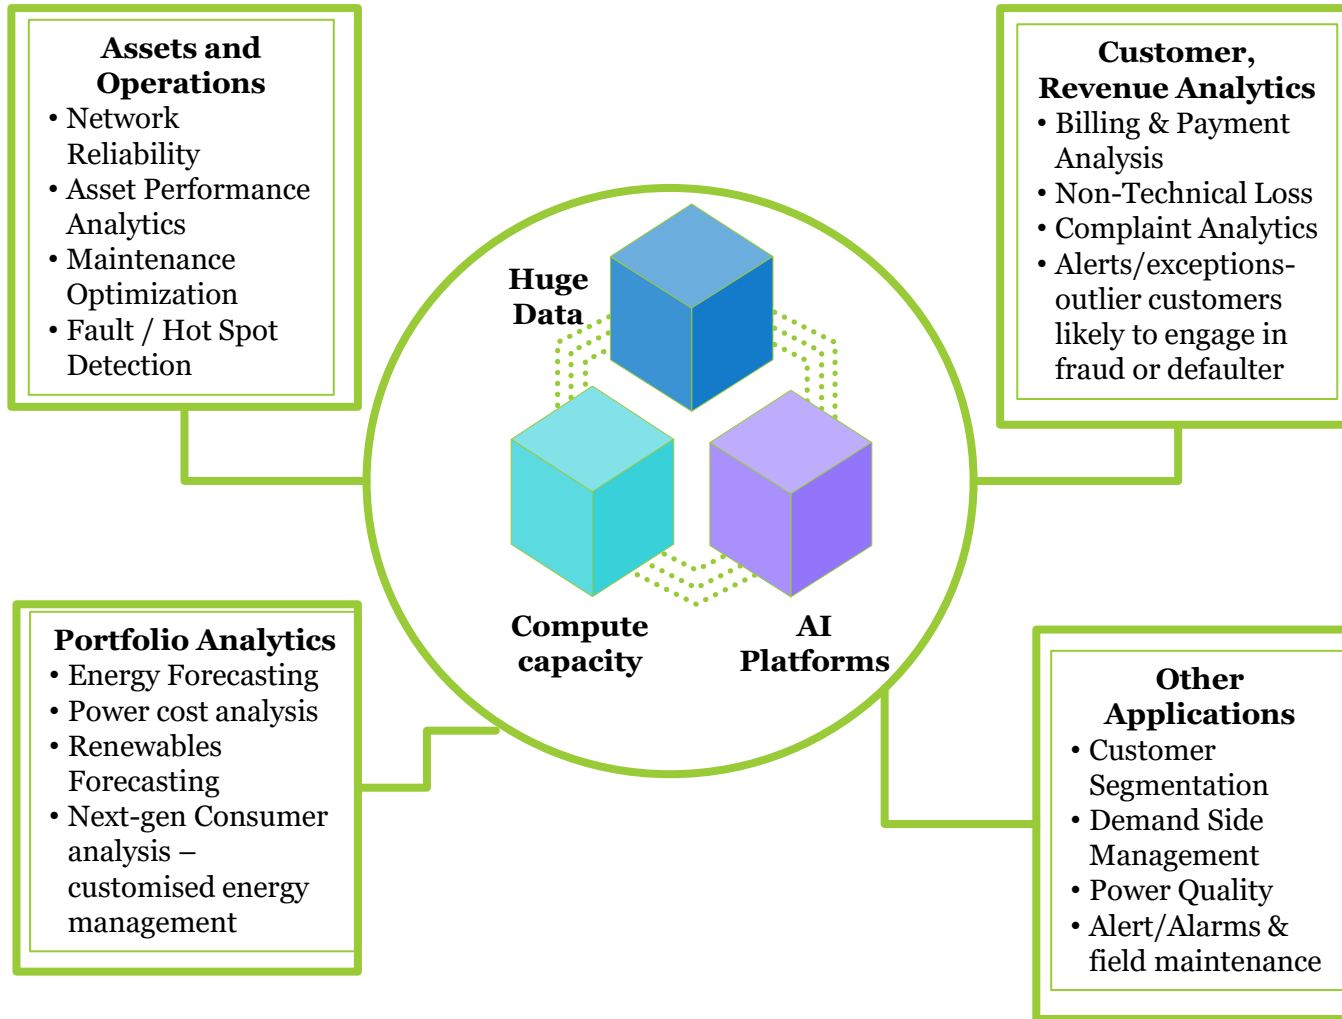 Assets and
Operations
• Network
Reliability
• Asset Performance
Analytics
• Maintenance
Optimization
• Fault / Hot Spot
Detection
Customer,
Revenue Analytics
• Billing & Payment
Analysis
• Non-Technical Loss
• Complaint Analytics
• Alerts/exceptions-
outlier customers
likely to engage in
fraud or defaulter
Huge
Data
Compute
capacity
AI
Platforms
Portfolio Analytics
• Energy Forecasting
• Power cost analysis
• Renewables
Forecasting
• Next-gen Consumer
analysis –
customised energy
management
Other
Applications
• Customer
Segmentation
• Demand Side
Management
• Power Quality
• Alert/Alarms &
field maintenance